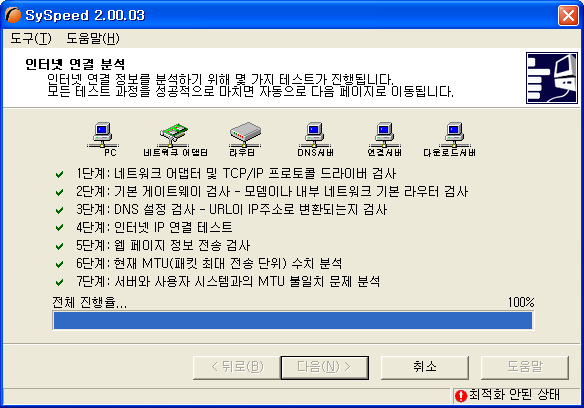 SySpeed 2.00.03
도구(T) 도움말(H)
인터넷 연결 분석
인터넷 연결 정보를 분석하기 위해 몇 가지 테스트가 진행됩니다.
모든 테스트 과정을 성공적으로 마치면 자동으로 다음 페이지로 이동됩니다.
PC 네트워크 어댑터 라우터 DNS서버 연결서버 다운로드서버
1단계: 네트워크 어댑터 및 TCP/IP 프로토콜 드라이버 검사
2단계: 기본 게이트웨이 검사 - 모뎀이나 내부 네트워크 기본 라우터 검사
3단계: DNS 설정 검사 - URL이 IP주소로 변환되는지 검사
4단계: 인터넷 IP 연결 테스트
5단계: 웹 페이지 정보 전송 검사
6단계: 현재 MTU(패킷 최대 전송 단위) 수치 분석
7단계: 서버와 사용자 시스템과의 MTU 불일치 문제 분석
전체 진행율... 100%
< 뒤로(B) 다음(N) > 취소 도움말
최적화 안된 상태